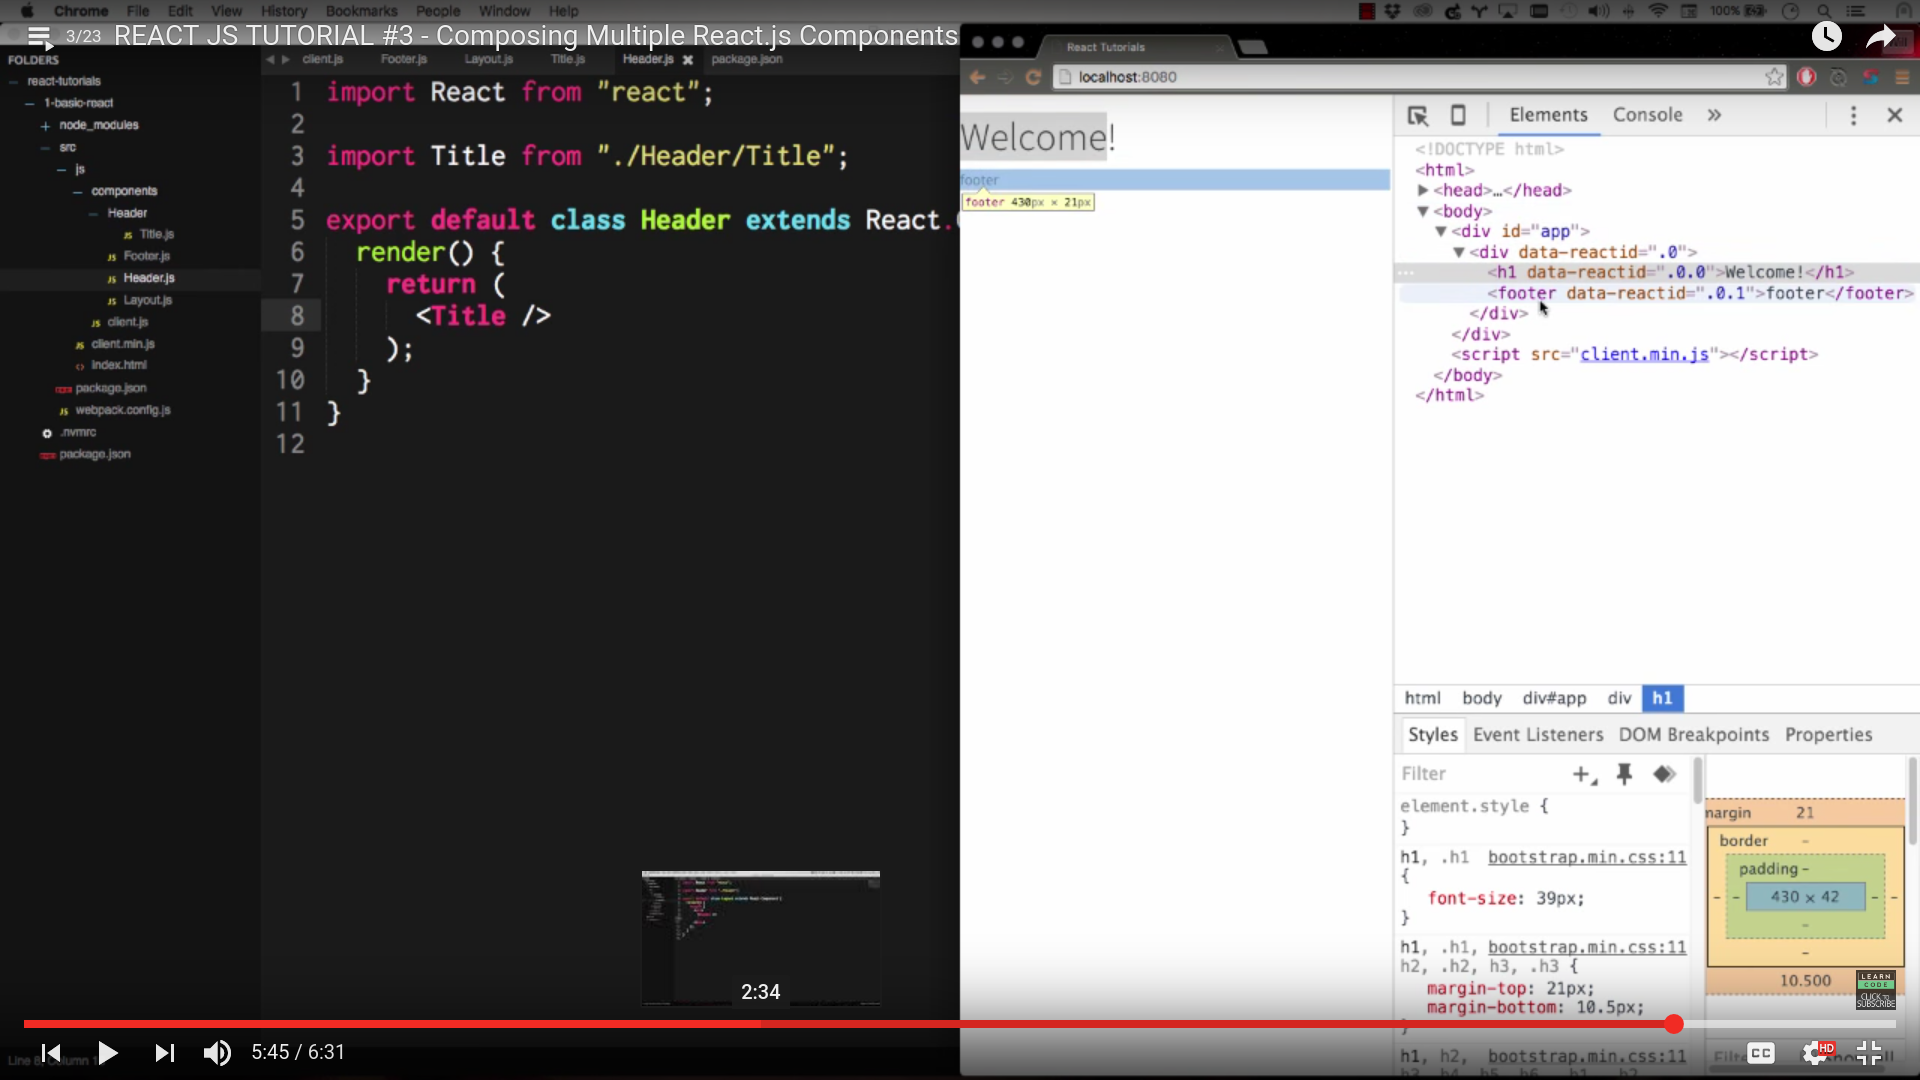 Chrome File Edit View History Bookmarks People Window Help
100%
3/23 REACT JS TUTORIAL #3 - Composing Multiple React.js Components
FOLDERS
react-tutorials
1-basic-react
node_modules
src
js
components
Header
Title.js
Footer.js
Header.js
Layout.js
client.js
client.min.js
index.html
package.json
webpack.config.js
.nvmrc
package.json
client.js Footer.js Layout.js Title.js Header.js package.json
1 import React from "react";
2
3 import Title from "./Header/Title";
4
5 export default class Header extends React.
6 render() {
7 return (
8 <Title />
9 );
10 }
11 }
12
React Tutorials
localhost:8080
Welcome!
footer
footer 430px × 21px
Elements Console »
<!DOCTYPE html>
<html>
<head>…</head>
<body>
<div id="app">
<div data-reactid=".0">
<h1 data-reactid=".0.0">Welcome!</h1>
<footer data-reactid=".0.1">footer</footer>
</div>
</div>
<script src="client.min.js"></script>
</body>
</html>
html body div#app div h1
Styles Event Listeners DOM Breakpoints Properties
Filter
element.style {
}
h1, .h1 bootstrap.min.css:11
{
font-size: 39px;
}
h1, .h1, bootstrap.min.css:11
h2, .h2, h3, .h3 {
margin-top: 21px;
margin-bottom: 10.5px;
}
h1, h2, bootstrap.min.css:11
margin 21
border -
padding -
- - 430 × 42 - -
-
-
10.500
LEARN
CODE
CLICK TO
SUBSCRIBE
2:34
5:45 / 6:31
CC
HD